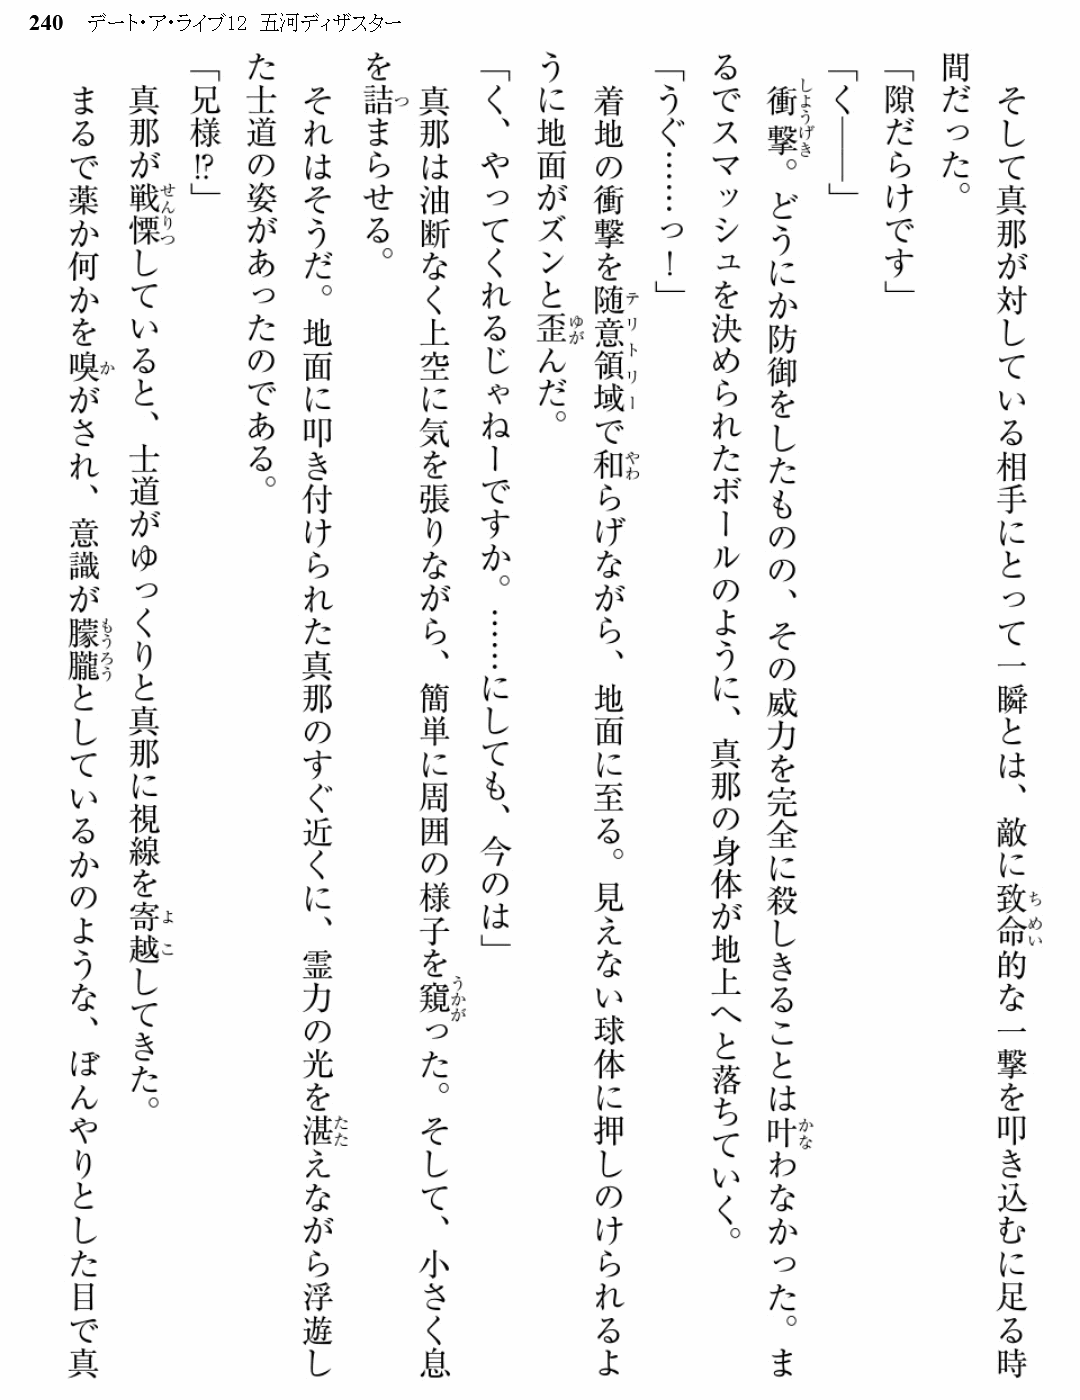 240 デート・ア・ライブ12 五河ディザスター
そして真那が対している相手にとって一瞬とは、敵に致命的な一撃を叩き込むに足る時
間だった。
「隙だらけです」
「く――」
衝撃。どうにか防御をしたものの、その威力を完全に殺しきることは叶わなかった。ま
るでスマッシュを決められたボールのように、真那の身体が地上へと落ちていく。
「うぐ……っ！」
着地の衝撃を随意領域で和らげながら、地面に至る。見えない球体に押しのけられるよ
うに地面がズンと歪んだ。
「く、やってくれるじゃねーですか。……にしても、今のは」
真那は油断なく上空に気を張りながら、簡単に周囲の様子を窺った。そして、小さく息
を詰まらせる。
それはそうだ。地面に叩き付けられた真那のすぐ近くに、霊力の光を湛えながら浮遊し
た士道の姿があったのである。
「兄様!?」
真那が戦慄していると、士道がゆっくりと真那に視線を寄越してきた。
まるで薬か何かを嗅がされ、意識が朦朧としているかのような、ぼんやりとした目で真